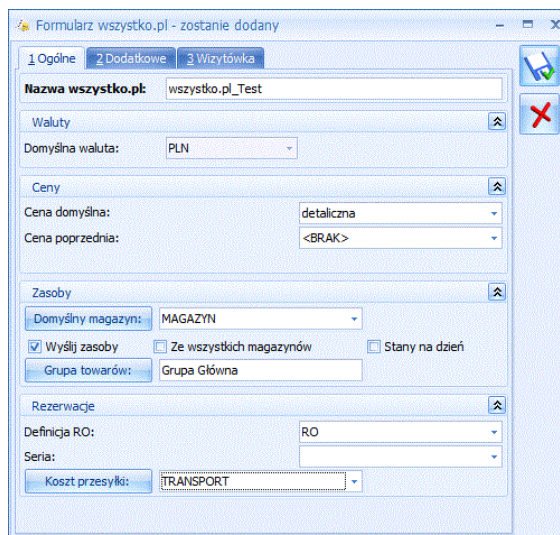 Formularz wszystko.pl - zostanie dodany
1 Ogólne 2 Dodatkowe 3 Wizytówka
Nazwa wszystko.pl: wszystko.pl_Test
Waluty
Domyślna waluta: PLN
Ceny
Cena domyślna: detaliczna
Cena poprzednia: <BRAK>
Zasoby
Domyślny magazyn: MAGAZYN
Wyślij zasoby Ze wszystkich magazynów Stany na dzień
Grupa towarów: Grupa Główna
Rezerwacje
Definicja RO: RO
Seria:
Koszt przesyłki: TRANSPORT